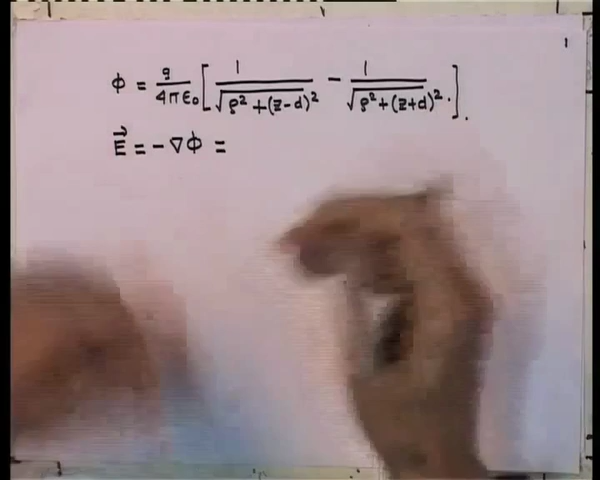 1
φ = q/4πϵ₀ [ 1/√ρ² + (z-d)² - 1/√ρ² + (z+d)² . ] .
E⃗ = - ∇φ =